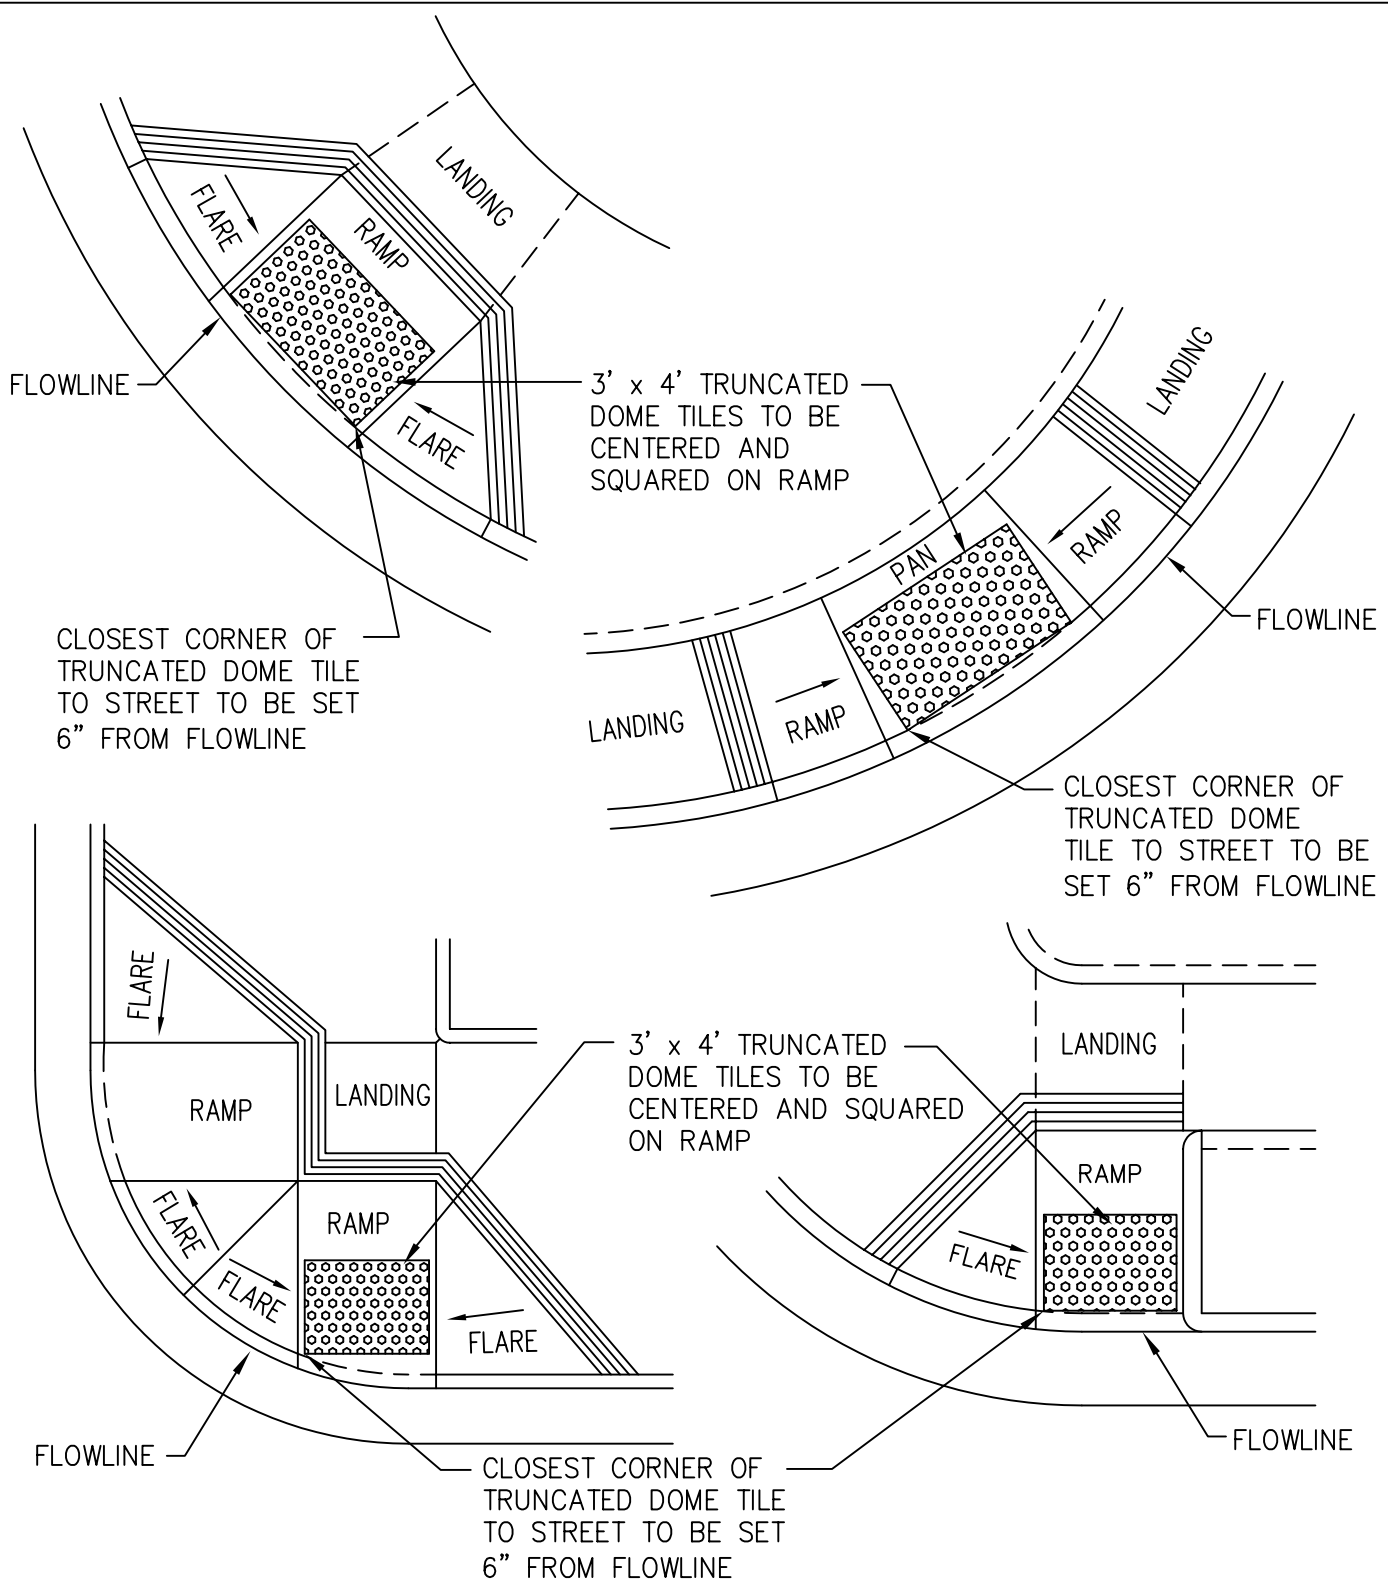 LANDING
FLARE
RAMP
FLARE
FLOWLINE
3' x 4' TRUNCATED
DOME TILES TO BE
CENTERED AND
SQUARED ON RAMP
CLOSEST CORNER OF
TRUNCATED DOME TILE
TO STREET TO BE SET
6" FROM FLOWLINE
LANDING
RAMP
PAN
RAMP
LANDING
FLOWLINE
CLOSEST CORNER OF
TRUNCATED DOME
TILE TO STREET TO BE
SET 6" FROM FLOWLINE
FLARE
RAMP
LANDING
FLARE
FLARE
RAMP
FLARE
FLOWLINE
3' x 4' TRUNCATED
DOME TILES TO BE
CENTERED AND SQUARED
ON RAMP
LANDING
RAMP
FLARE
FLOWLINE
CLOSEST CORNER OF
TRUNCATED DOME TILE
TO STREET TO BE SET
6" FROM FLOWLINE